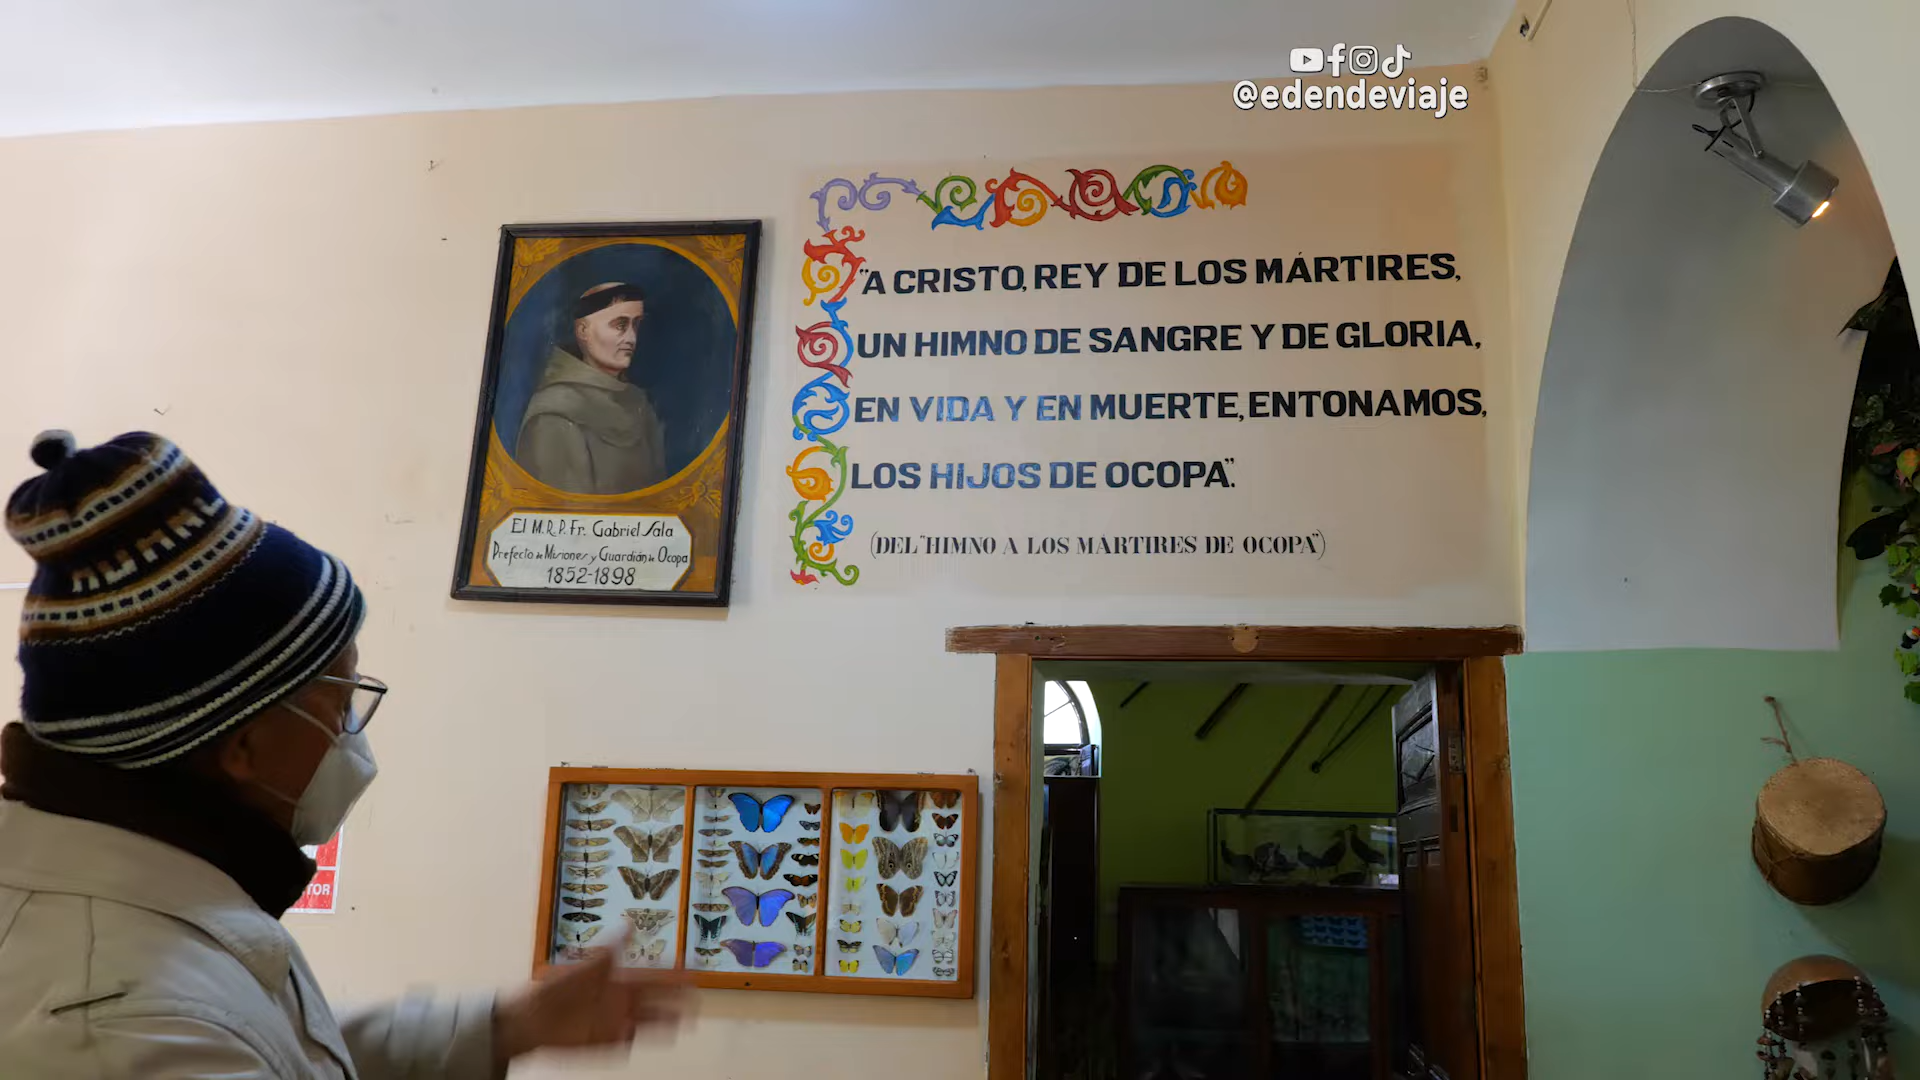 @edendeviaje
"A CRISTO, REY DE LOS MÁRTIRES,
UN HIMNO DE SANGRE Y DE GLORIA,
EN VIDA Y EN MUERTE, ENTONAMOS,
LOS HIJOS DE OCOPA".
(DEL "HIMNO A LOS MÁRTIRES DE OCOPA")
El M.R.P. Fr. Gabriel Sala
Prefecto de Misiones y Guardián de Ocopa
1852-1898
TOR